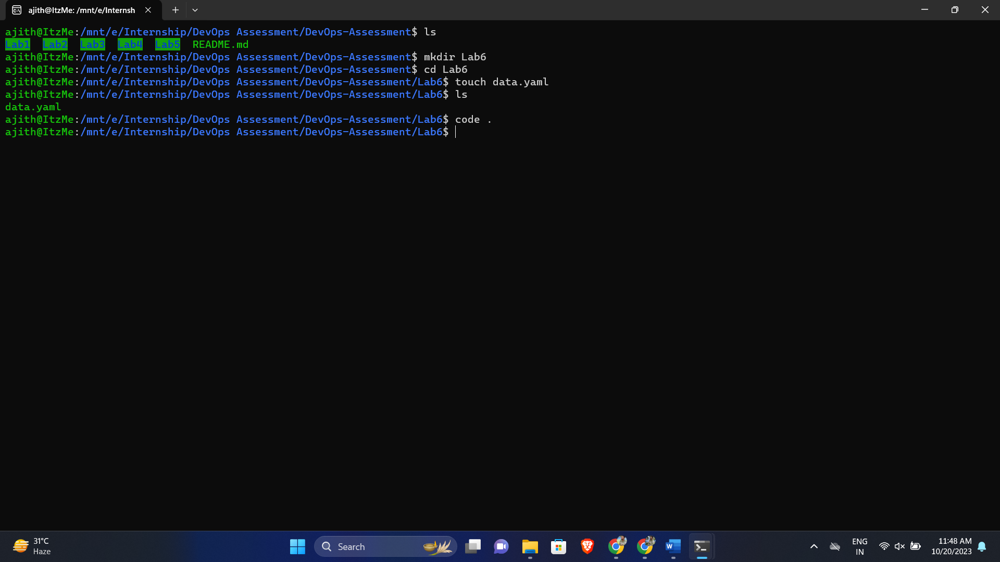 ajith@ItzMe: /mnt/e/Internsh
ajith@ItzMe:/mnt/e/Internship/DevOps Assessment/DevOps-Assessment$ ls
Lab1  Lab2  Lab3  Lab4  Lab5  README.md
ajith@ItzMe:/mnt/e/Internship/DevOps Assessment/DevOps-Assessment$ mkdir Lab6
ajith@ItzMe:/mnt/e/Internship/DevOps Assessment/DevOps-Assessment$ cd Lab6
ajith@ItzMe:/mnt/e/Internship/DevOps Assessment/DevOps-Assessment/Lab6$ touch data.yaml
ajith@ItzMe:/mnt/e/Internship/DevOps Assessment/DevOps-Assessment/Lab6$ ls
data.yaml
ajith@ItzMe:/mnt/e/Internship/DevOps Assessment/DevOps-Assessment/Lab6$ code .
ajith@ItzMe:/mnt/e/Internship/DevOps Assessment/DevOps-Assessment/Lab6$
31°C
Haze
Search
W
ENG
IN
11:48 AM
10/20/2023